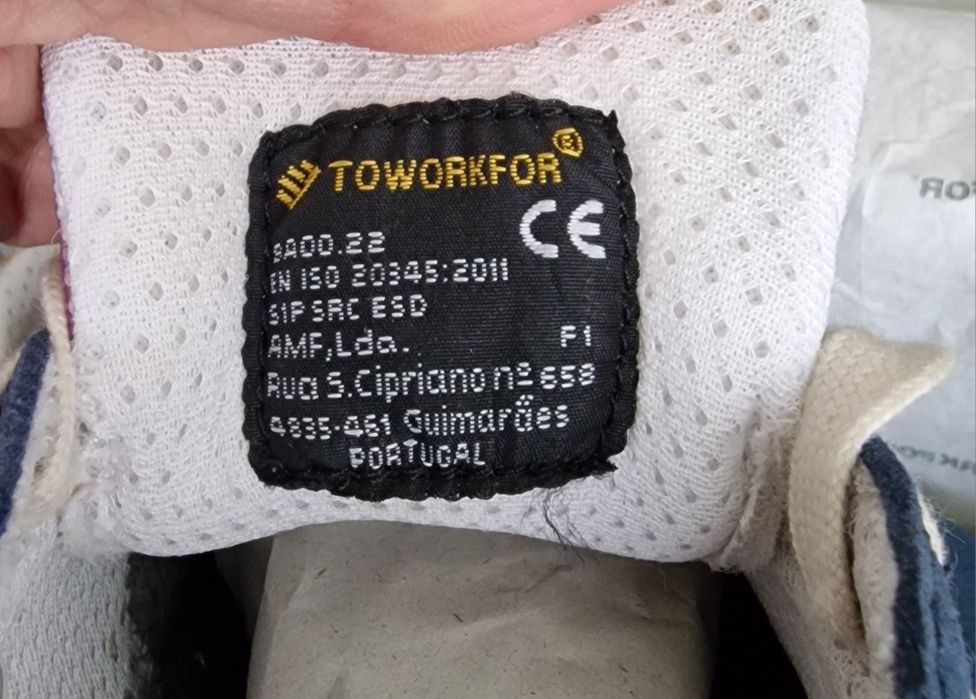 TOWORKFOR®
CE
8A00.22
EN ISO 20345:2011
S1P SRC ESD
AMF,Lda. F1
Rua S.Cipriano nº 658
4835-461 Guimarães
PORTUGAL